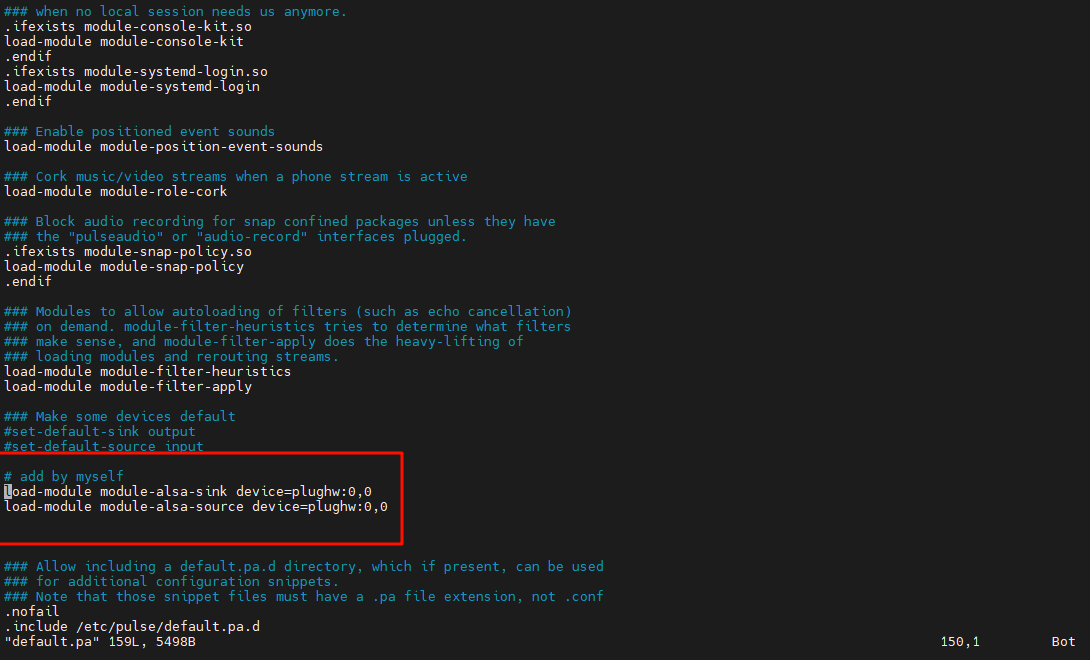 ### when no local session needs us anymore.
.ifexists module-console-kit.so
load-module module-console-kit
.endif
.ifexists module-systemd-login.so
load-module module-systemd-login
.endif
### Enable positioned event sounds
load-module module-position-event-sounds
### Cork music/video streams when a phone stream is active
load-module module-role-cork
### Block audio recording for snap confined packages unless they have
### the "pulseaudio" or "audio-record" interfaces plugged.
.ifexists module-snap-policy.so
load-module module-snap-policy
.endif
### Modules to allow autoloading of filters (such as echo cancellation)
### on demand. module-filter-heuristics tries to determine what filters
### make sense, and module-filter-apply does the heavy-lifting of
### loading modules and rerouting streams.
load-module module-filter-heuristics
load-module module-filter-apply
### Make some devices default
#set-default-sink output
#set-default-source input
# add by myself
load-module module-alsa-sink device=plughw:0,0
load-module module-alsa-source device=plughw:0,0
### Allow including a default.pa.d directory, which if present, can be used
### for additional configuration snippets.
### Note that those snippet files must have a .pa file extension, not .conf
.nofail
.include /etc/pulse/default.pa.d
"default.pa" 159L, 5498B 150,1 Bot